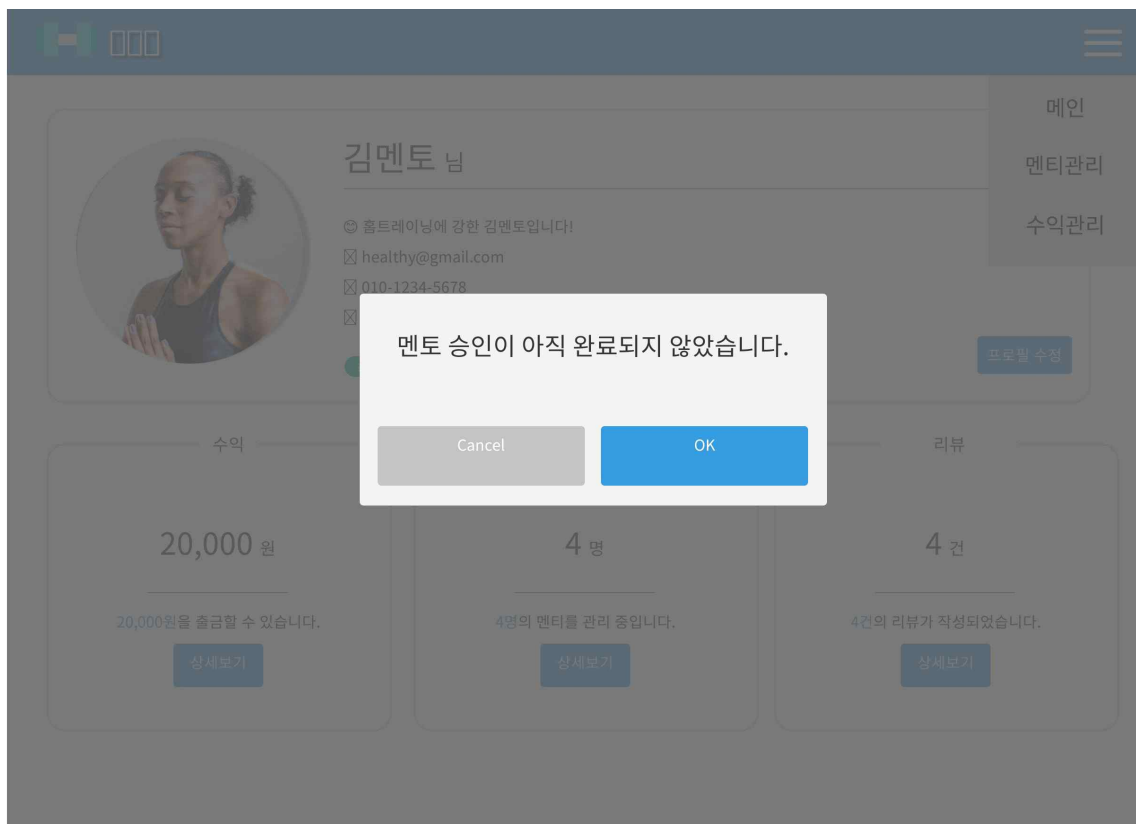 메인
김멘토 님
멘티관리
😊 홈트레이닝에 강한 김멘토입니다!
수익관리
healthy@gmail.com
010-1234-5678
멘토 승인이 아직 완료되지 않았습니다.
프로필 수정
Cancel
OK
수익
리뷰
20,000 원
4 명
4 건
20,000원을 출금할 수 있습니다.
4명의 멘티를 관리 중입니다.
4건의 리뷰가 작성되었습니다.
상세보기
상세보기
상세보기